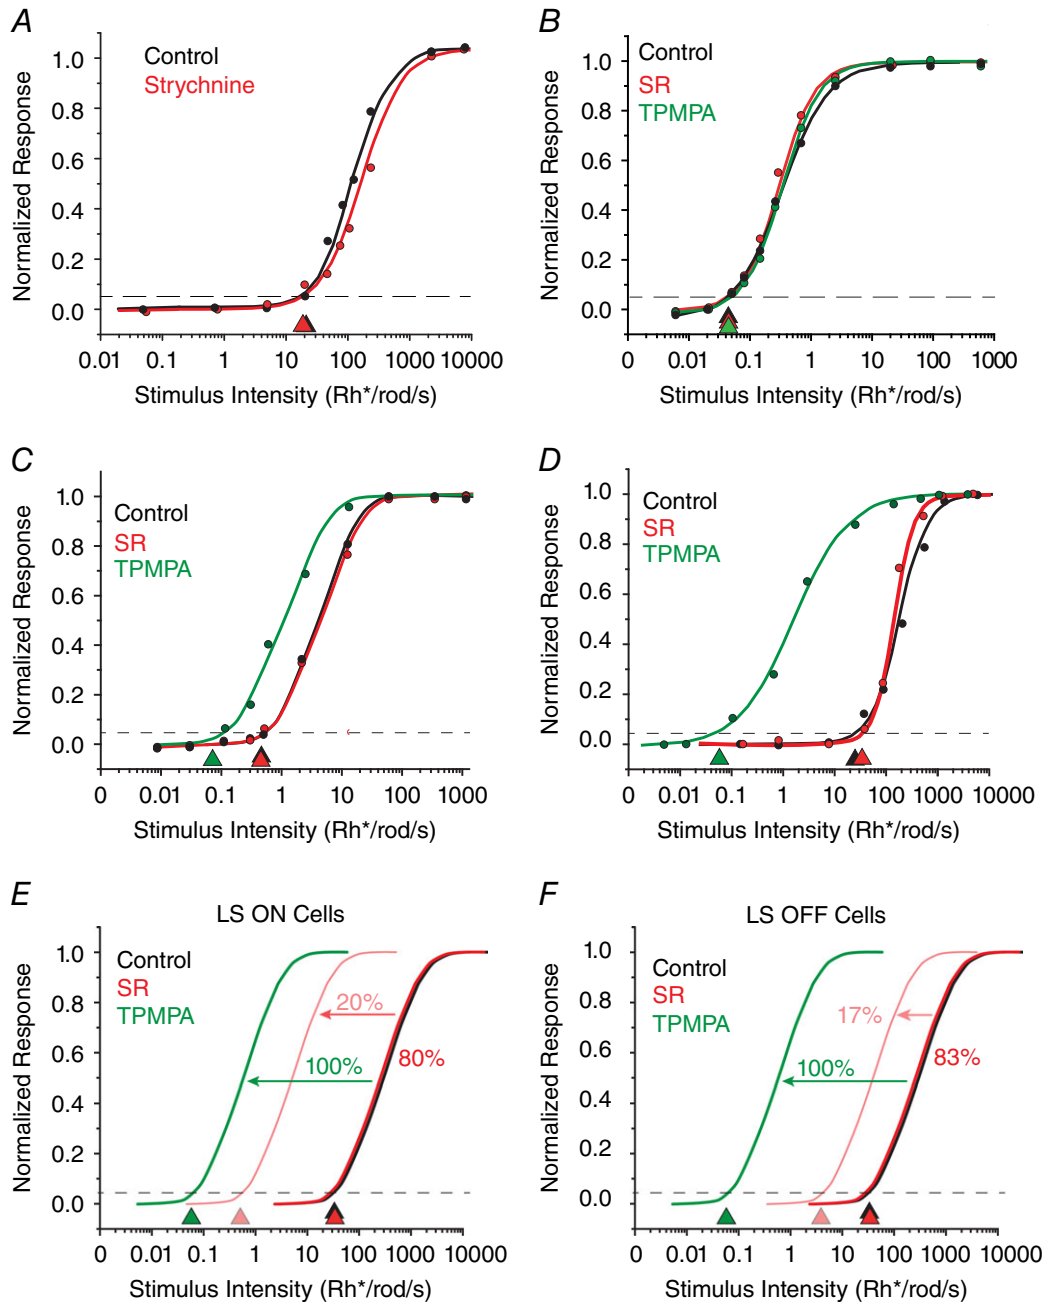 A
Control
Strychnine
Normalized Response
1.0
0.8
0.6
0.4
0.2
0.0
0.01 0.1 1 10 100 1000 10000
Stimulus Intensity (Rh*/rod/s)
B
Control
SR
TPMPA
Normalized Response
1.0
0.8
0.6
0.4
0.2
0.0
0 0.01 0.1 1 10 100 1000
Stimulus Intensity (Rh*/rod/s)
C
Control
SR
TPMPA
Normalized Response
1.0
0.8
0.6
0.4
0.2
0.0
0 0.01 0.1 1 10 100 1000
Stimulus Intensity (Rh*/rod/s)
D
Control
SR
TPMPA
Normalized Response
1.0
0.8
0.6
0.4
0.2
0.0
0 0.01 0.1 1 10 100 1000 10000
Stimulus Intensity (Rh*/rod/s)
E
LS ON Cells
Control
SR
TPMPA
20%
100%
80%
Normalized Response
1.0
0.8
0.6
0.4
0.2
0.0
0 0.01 0.1 1 10 100 1000 10000
Stimulus Intensity (Rh*/rod/s)
F
LS OFF Cells
Control
SR
TPMPA
17%
100%
83%
Normalized Response
1.0
0.8
0.6
0.4
0.2
0.0
0 0.01 0.1 1 10 100 1000 10000
Stimulus Intensity (Rh*/rod/s)